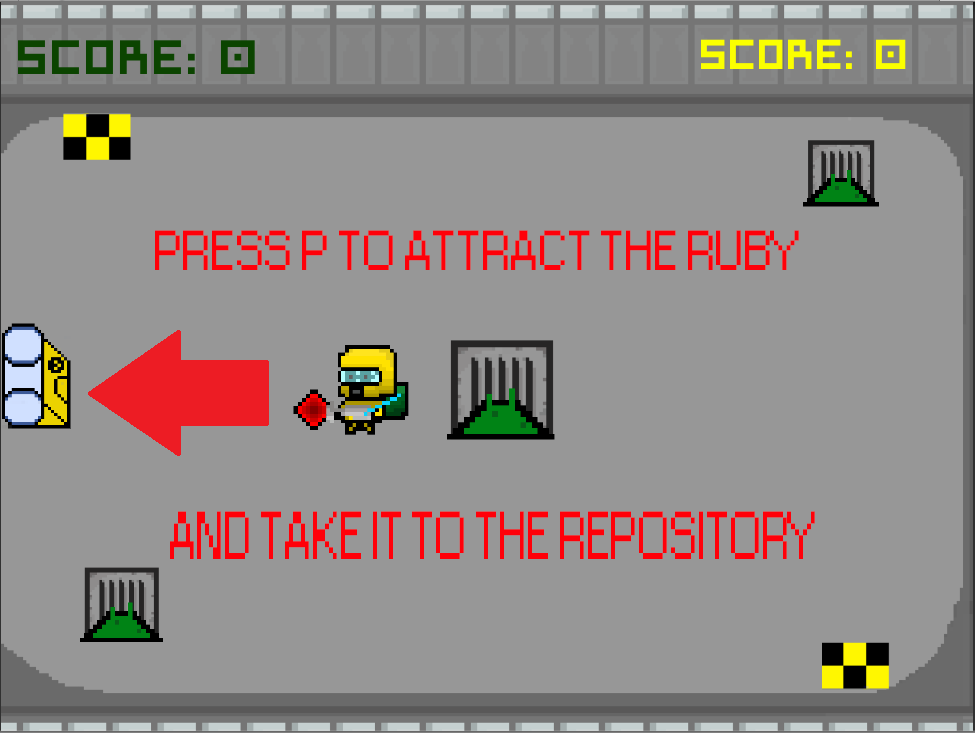 SCORE: 0
SCORE: 0
PRESS P TO ATTRACT THE RUBY
AND TAKE IT TO THE REPOSITORY